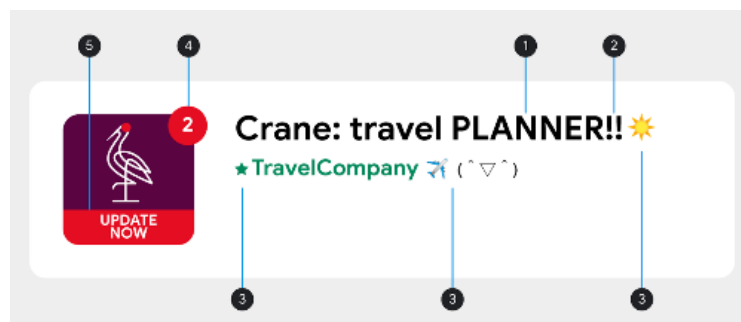 5 4 1 2
2
Crane: travel PLANNER!!☀️
★TravelCompany ✈️ (ˆ▽ˆ)
UPDATE
NOW
3 3 3